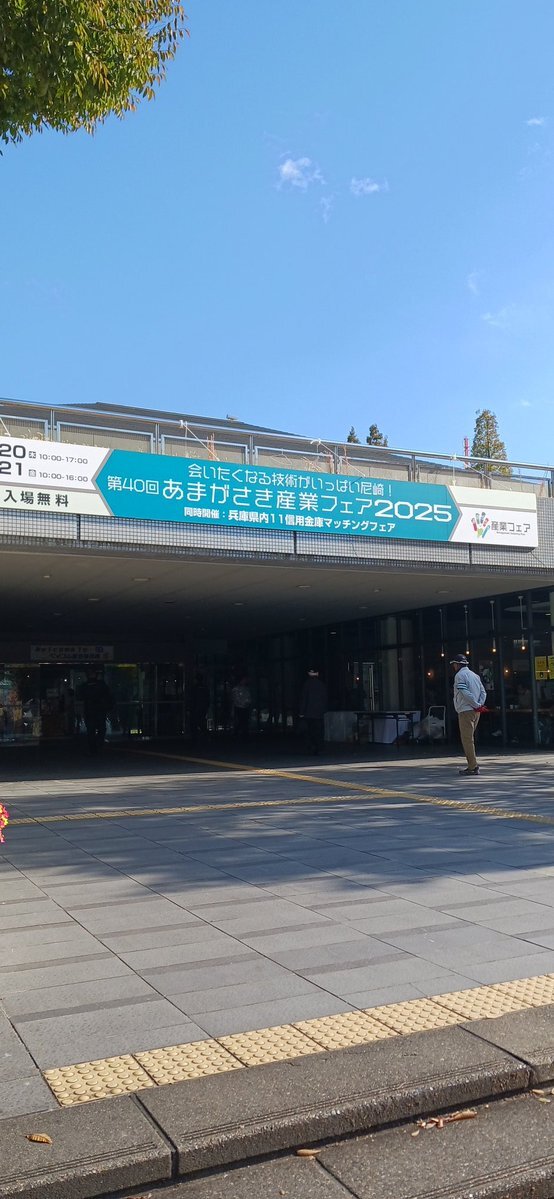 20 木 10:00-17:00
21 金 10:00-16:00
入場無料
会いたくなる技術がいっぱい尼崎！
第40回 あまがさき産業フェア2025
同時開催：兵庫県内11信用金庫マッチングフェア
産業フェア